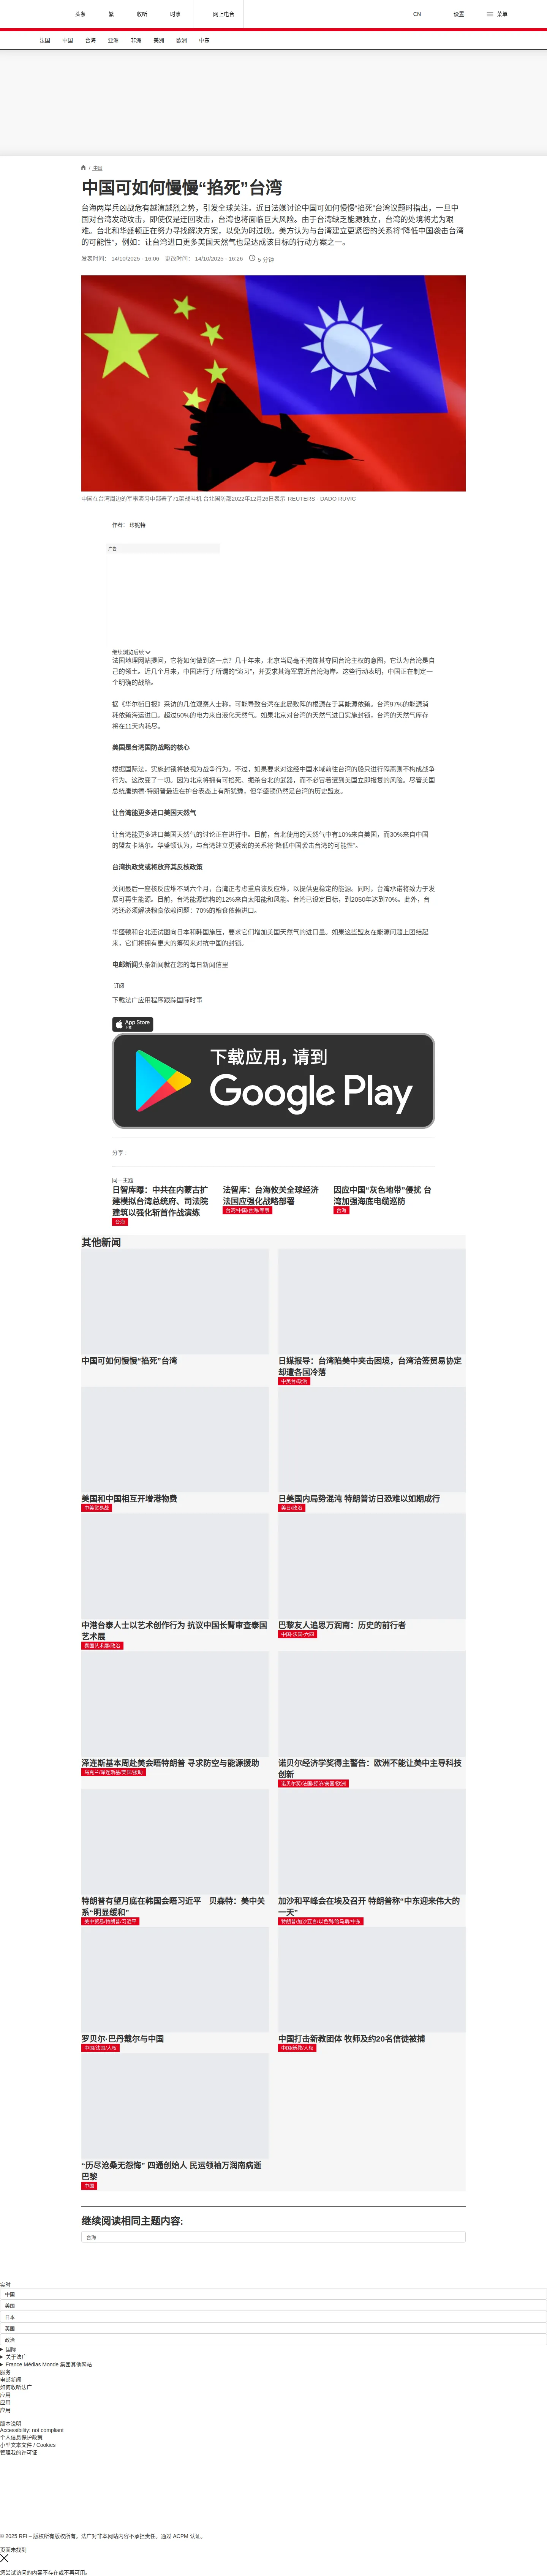 头条
繁
收听
时事
网上电台
CN
设置
菜单
法国
中国
台海
亚洲
非洲
美洲
欧洲
中东
/ 中国
中国可如何慢慢“掐死”台湾
台海两岸兵凶战危有越演越烈之势，引发全球关注。近日法媒讨论中国可如何慢慢“掐死”台湾议题时指出，一旦中
国对台湾发动攻击，即使仅是迂回攻击，台湾也将面临巨大风险。由于台湾缺乏能源独立，台湾的处境将尤为艰
难。台北和华盛顿正在努力寻找解决方案，以免为时过晚。美方认为与台湾建立更紧密的关系将“降低中国袭击台湾
的可能性”，例如：让台湾进口更多美国天然气也是达成该目标的行动方案之一。
发表时间： 14/10/2025 - 16:06 更改时间： 14/10/2025 - 16:26 5 分钟
中国在台湾周边的军事演习中部署了71架战斗机 台北国防部2022年12月26日表示 REUTERS - DADO RUVIC
作者： 珍妮特
广告
继续浏览后续
法国地理网站提问，它将如何做到这一点？几十年来，北京当局毫不掩饰其夺回台湾主权的意图，它认为台湾是自
己的领土。近几个月来，中国进行了所谓的“演习”，并要求其海军靠近台湾海岸。这些行动表明，中国正在制定一
个明确的战略。
据《华尔街日报》采访的几位观察人士称，可能导致台湾在此局败阵的根源在于其能源依赖。台湾97%的能源消
耗依赖海运进口。超过50%的电力来自液化天然气。如果北京对台湾的天然气进口实施封锁，台湾的天然气库存
将在11天内耗尽。
美国是台湾国防战略的核心
根据国际法，实施封锁将被视为战争行为。不过，如果要求对途经中国水域前往台湾的船只进行隔离则不构成战争
行为。这改变了一切。因为北京将拥有可掐死、扼杀台北的武器，而不必冒着遭到美国立即报复的风险。尽管美国
总统唐纳德·特朗普最近在护台表态上有所犹豫，但华盛顿仍然是台湾的历史盟友。
让台湾能更多进口美国天然气
让台湾能更多进口美国天然气的讨论正在进行中。目前，台北使用的天然气中有10%来自美国，而30%来自中国
的盟友卡塔尔。华盛顿认为，与台湾建立更紧密的关系将“降低中国袭击台湾的可能性”。
台湾执政党或将放弃其反核政策
关闭最后一座核反应堆不到六个月，台湾正考虑重启该反应堆，以提供更稳定的能源。同时，台湾承诺将致力于发
展可再生能源。目前，台湾能源结构的12%来自太阳能和风能。台湾已设定目标，到2050年达到70%。此外，台
湾还必须解决粮食依赖问题：70%的粮食依赖进口。
华盛顿和台北还试图向日本和韩国施压，要求它们增加美国天然气的进口量。如果这些盟友在能源问题上团结起
来，它们将拥有更大的筹码来对抗中国的封锁。
电邮新闻头条新闻就在您的每日新闻信里
订阅
下载法广应用程序跟踪国际时事
App Store
下载应用，请到
Google Play
分享 :
同一主题
日智库曝：中共在内蒙古扩
建模拟台湾总统府、司法院
建筑以强化斩首作战演练
台海
法智库：台海攸关全球经济
法国应强化战略部署
台湾/中国/台海/军事
因应中国“灰色地带”侵扰 台
湾加强海底电缆巡防
台海
其他新闻
中国可如何慢慢“掐死”台湾
日媒报导：台湾陷美中夹击困境，台湾洽签贸易协定
却遭各国冷落
中美台/政治
美国和中国相互开增港物费
中美贸易战
日美国内局势混沌 特朗普访日恐难以如期成行
美日/政治
中港台泰人士以艺术创作行为 抗议中国长臂审查泰国
艺术展
泰国艺术展/政治
巴黎友人追思万润南：历史的前行者
中国·法国·六四
泽连斯基本周赴美会晤特朗普 寻求防空与能源援助
乌克兰/泽连斯基/美国/援助
诺贝尔经济学奖得主警告：欧洲不能让美中主导科技
创新
诺贝尔奖/法国/经济/美国/欧洲
特朗普有望月底在韩国会晤习近平 贝森特：美中关
系“明显缓和”
美中贸易/特朗普/习近平
加沙和平峰会在埃及召开 特朗普称“中东迎来伟大的
一天”
特朗普/加沙宣言/以色列/哈马斯/中东
罗贝尔·巴丹戴尔与中国
中国/法国/人权
中国打击新教团体 牧师及约20名信徒被捕
中国/新教/人权
“历尽沧桑无怨悔” 四通创始人 民运领袖万润南病逝
巴黎
中国
继续阅读相同主题内容:
台海
实时
中国
美国
日本
英国
政治
国际
关于法广
France Médias Monde 集团其他网站
服务
电邮新闻
如何收听法广
应用
应用
应用
版本说明
Accessibility: not compliant
个人信息保护政策
小型文本文件 / Cookies
管理我的许可证
© 2025 RFI – 版权所有版权所有。法广对非本网站内容不承担责任。通过 ACPM 认证。
页面未找到
您尝试访问的内容不存在或不再可用。